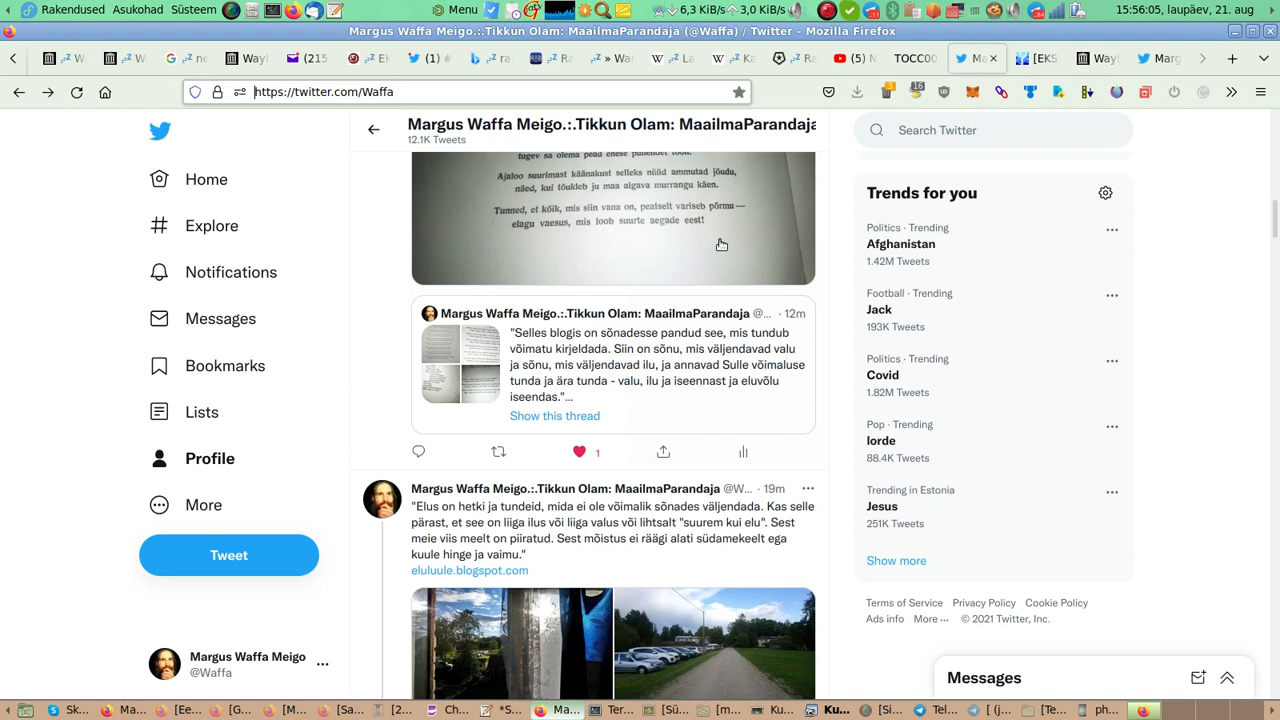 Rakendused Asukohad Süsteem
Menu
6,3 KiB/s
3,0 KiB/s
15:56:05, laupäev, 21. aug
Margus Waffa Meigo.:.Tikkun Olam: MaailmaParandaja (@Waffa) / Twitter - Mozilla Firefox
https://twitter.com/Waffa
Home
Explore
Notifications
Messages
Bookmarks
Lists
Profile
More
Tweet
Margus Waffa Meigo
@Waffa
Margus Waffa Meigo.:.Tikkun Olam: MaailmaParandaja
12.1K Tweets
tugev sa olema pead enese puhendet tööh.
Ajaloo suurimast käänakust selleks nüüd ammutad jõudu,
näed, kui tõukleb ju maa algava murrangu käen.
Tunned, et kõik, mis siin vana on, peatselt variseb põrmu —
elagu vaesus, mis loob suurte aegade eest!
Margus Waffa Meigo.:.Tikkun Olam: MaailmaParandaja @... · 12m
"Selles blogis on sõnadesse pandud see, mis tundub
võimatu kirjeldada. Siin on sõnu, mis väljendavad valu
ja sõnu, mis väljendavad ilu, ja annavad Sulle võimaluse
tunda ja ära tunda - valu, ilu ja iseennast ja eluvõlu
iseendas."...
Show this thread
1
Margus Waffa Meigo.:.Tikkun Olam: MaailmaParandaja @W... · 19m
"Elus on hetki ja tundeid, mida ei ole võimalik sõnades väljendada. Kas selle
pärast, et see on liiga ilus või liiga valus või lihtsalt "suurem kui elu". Sest
meie viis meelt on piiratud. Sest mõistus ei räägi alati südamekeelt ega
kuule hinge ja vaimu."
eluluule.blogspot.com
Search Twitter
Trends for you
Politics · Trending
Afghanistan
1.42M Tweets
Football · Trending
Jack
193K Tweets
Politics · Trending
Covid
1.82M Tweets
Pop · Trending
lorde
88.4K Tweets
Trending in Estonia
Jesus
251K Tweets
Show more
Terms of Service Privacy Policy Cookie Policy
Ads info More ··· © 2021 Twitter, Inc.
Messages